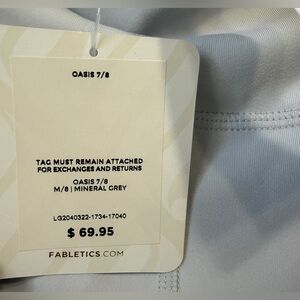 OASIS 7/8
TAG MUST REMAIN ATTACHED
FOR EXCHANGES AND RETURNS
OASIS 7/8
M/8 | MINERAL GREY
LG2040322-1734-17040
$ 69.95
FABLETICS.COM